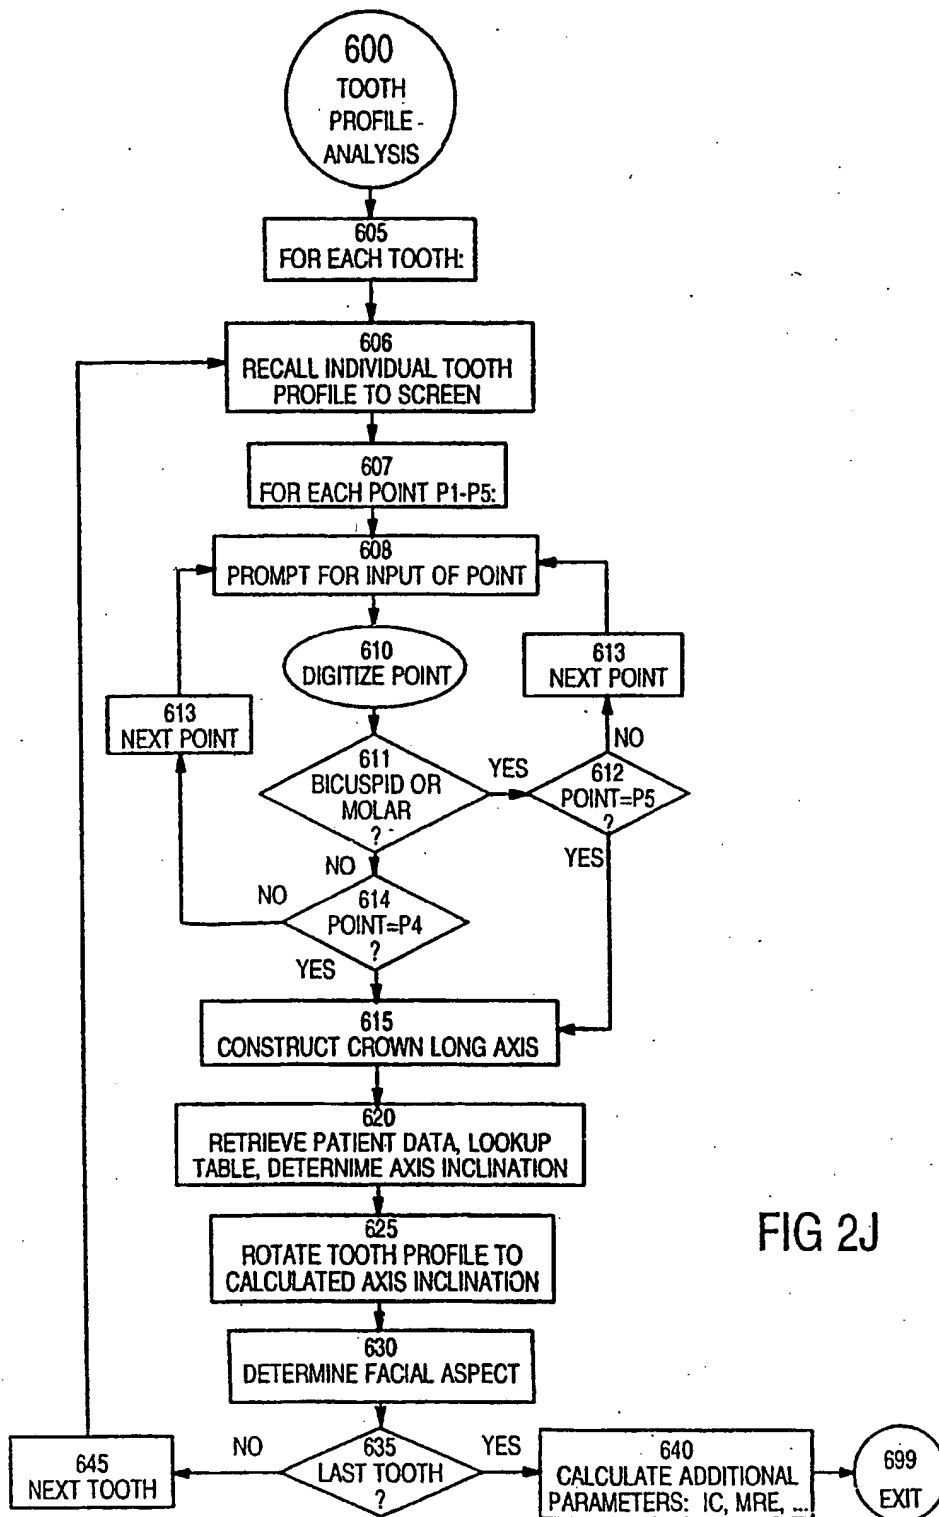 600
TOOTH
PROFILE-
ANALYSIS
605
FOR EACH TOOTH:
606
RECALL INDIVIDUAL TOOTH
PROFILE TO SCREEN
607
FOR EACH POINT P1-P5:
608
PROMPT FOR INPUT OF POINT
610
DIGITIZE POINT
613
NEXT POINT
613
NEXT POINT
611
BICUSPID OR
MOLAR
?
YES
NO
612
POINT=P5
?
NO
YES
614
POINT=P4
?
NO
YES
615
CONSTRUCT CROWN LONG AXIS
620
RETRIEVE PATIENT DATA, LOOKUP
TABLE, DETERNIME AXIS INCLINATION
625
ROTATE TOOTH PROFILE TO
CALCULATED AXIS INCLINATION
FIG 2J
630
DETERMINE FACIAL ASPECT
635
LAST TOOTH
?
NO
YES
645
NEXT TOOTH
640
CALCULATE ADDITIONAL
PARAMETERS: IC, MRE, ...
699
EXIT